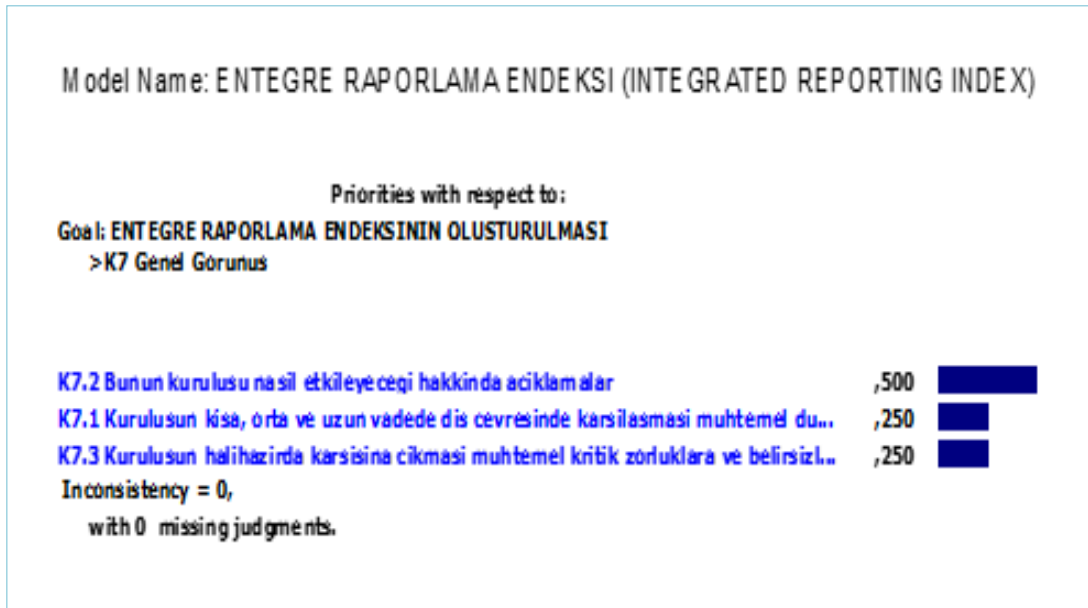 Model Name: ENTEGRE RAPORLAMA ENDEKSI (INTEGRATED REPORTING INDEX)
Priorities with respect to:
Goal: ENTEGRE RAPORLAMA ENDEKSININ OLUSTURULMASI
>K7 Genel Gorunus
K7.2 Bunun kurulusu nasil etkileyecegi hakkinda aciklamalar ,500
K7.1 Kurulusun kisa, orta ve uzun vadede dis cevresinde karsilasmasi muhtemel du... ,250
K7.3 Kurulusun halihazirda karsisina cikmasi muhtemel kritik zorluklara ve belirsizl... ,250
Inconsistency = 0,
with 0 missing judgments.